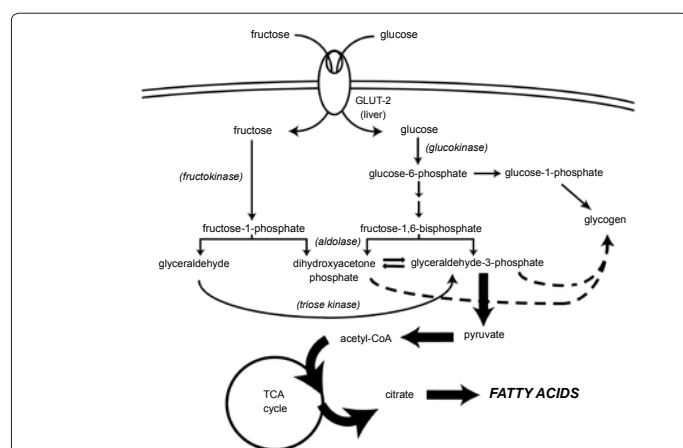 fructose glucose
GLUT-2
(liver)
fructose glucose
(glucokinase)
(fructokinase) glucose-6-phosphate glucose-1-phosphate
glycogen
fructose-1-phosphate fructose-1,6-bisphosphate
(aldolase)
glyceraldehyde dihydroxyacetone glyceraldehyde-3-phosphate
phosphate
(triose kinase)
acetyl-CoA pyruvate
TCA citrate FATTY ACIDS
cycle